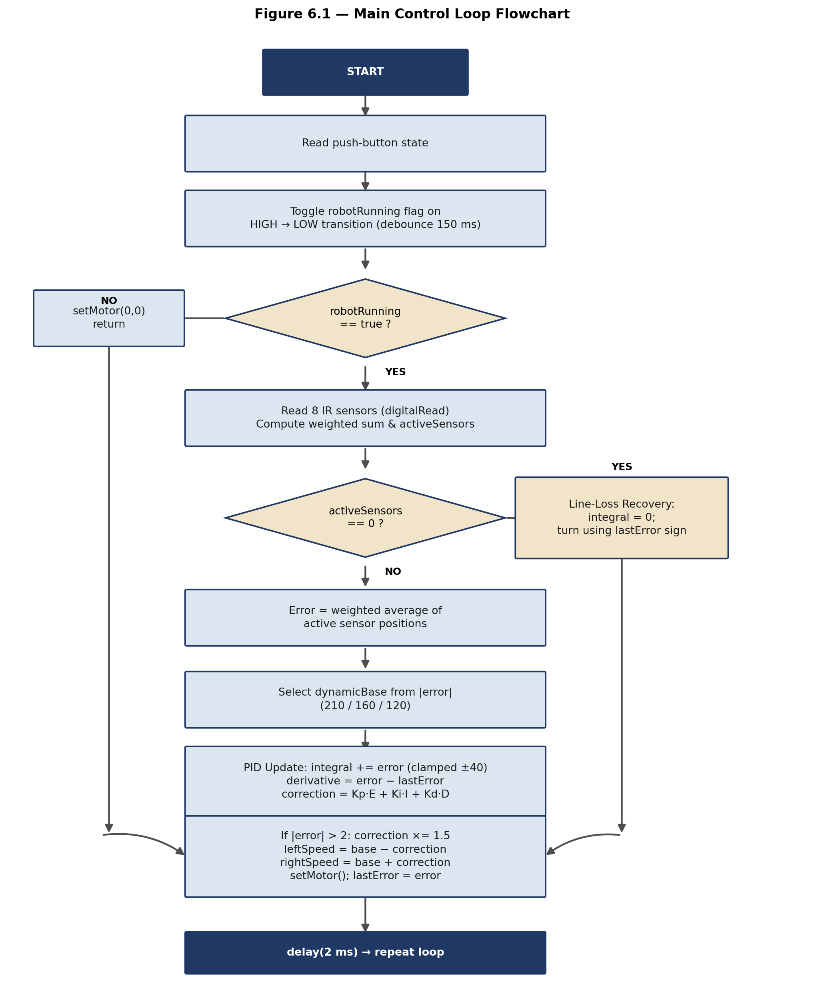 Figure 6.1 — Main Control Loop Flowchart
START
Read push-button state
Toggle robotRunning flag on
HIGH → LOW transition (debounce 150 ms)
NO
setMotor(0,0)
return
robotRunning
== true ?
YES
Read 8 IR sensors (digitalRead)
Compute weighted sum & activeSensors
activeSensors
== 0 ?
YES
Line-Loss Recovery:
integral = 0;
turn using lastError sign
NO
Error = weighted average of
active sensor positions
Select dynamicBase from |error|
(210 / 160 / 120)
PID Update: integral += error (clamped ±40)
derivative = error − lastError
correction = Kp·E + Ki·I + Kd·D
If |error| > 2: correction ×= 1.5
leftSpeed = base − correction
rightSpeed = base + correction
setMotor(); lastError = error
delay(2 ms) → repeat loop